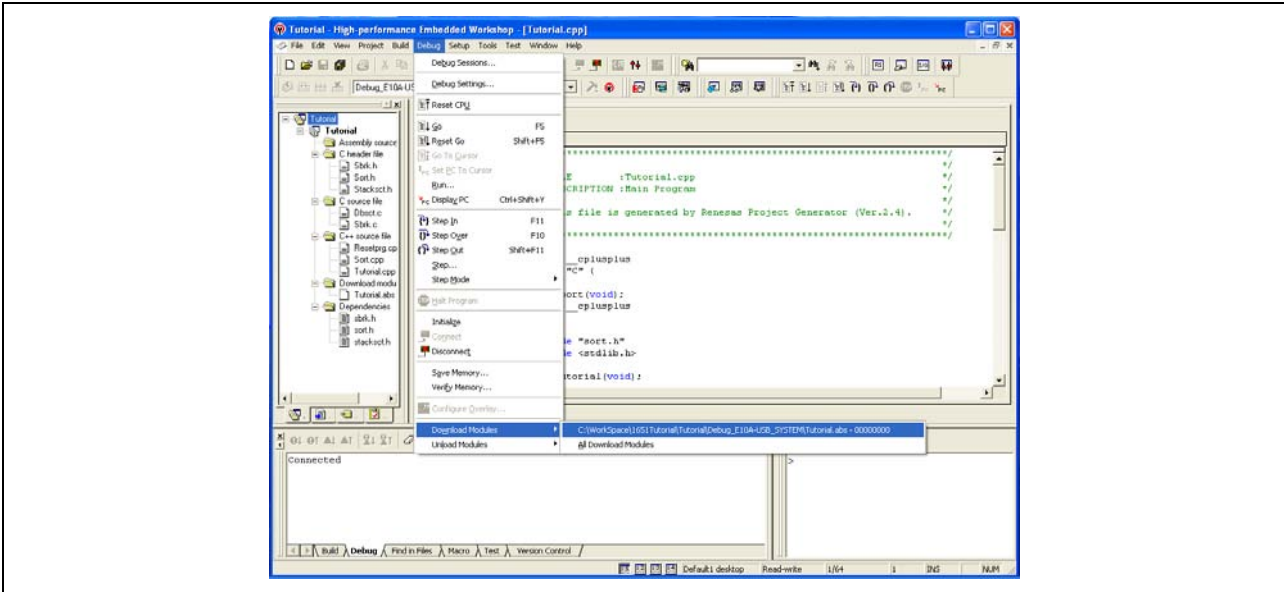 Tutorial - High-performance Embedded Workshop - [Tutorial.cpp]
File Edit View Project Build Debug Setup Tools Test Window Help
Debug_E10A-US
Tutorial
Tutorial
Assembly source
C header file
Sbrk.h
Sort.h
Stacksct.h
C source file
Dbsct.c
Sbrk.c
C++ source file
Resetprg.cp
Sort.cpp
Tutorial.cpp
Download modu
Tutorial.abs
Dependencies
sbrk.h
sort.h
stacksct.h
Debug Sessions...
Debug Settings...
Reset CPU
Go F5
Reset Go Shift+F5
Go To Cursor
Set PC To Cursor
Run...
Display PC Ctrl+Shift+Y
Step In F11
Step Over F10
Step Out Shift+F11
Step...
Step Mode
Halt Program
Initialize
Connect
Disconnect
Save Memory...
Verify Memory...
Configure Overlay...
Download Modules
Unload Modules
C:\WorkSpace\1651Tutorial\Tutorial\Debug_E10A-USB_SYSTEM\Tutorial.abs - 00000000
All Download Modules
*/
E :Tutorial.cpp */
SCRIPTION :Main Program */
*/
s file is generated by Renesas Project Generator (Ver.2.4). */
*/
__cplusplus
"C" {
ort(void);
__cplusplus
e "sort.h"
e <stdlib.h>
utorial(void);
Connected
>
Build Debug Find in Files Macro Test Version Control
Default1 desktop Read-write 1/64 1 INS NUM